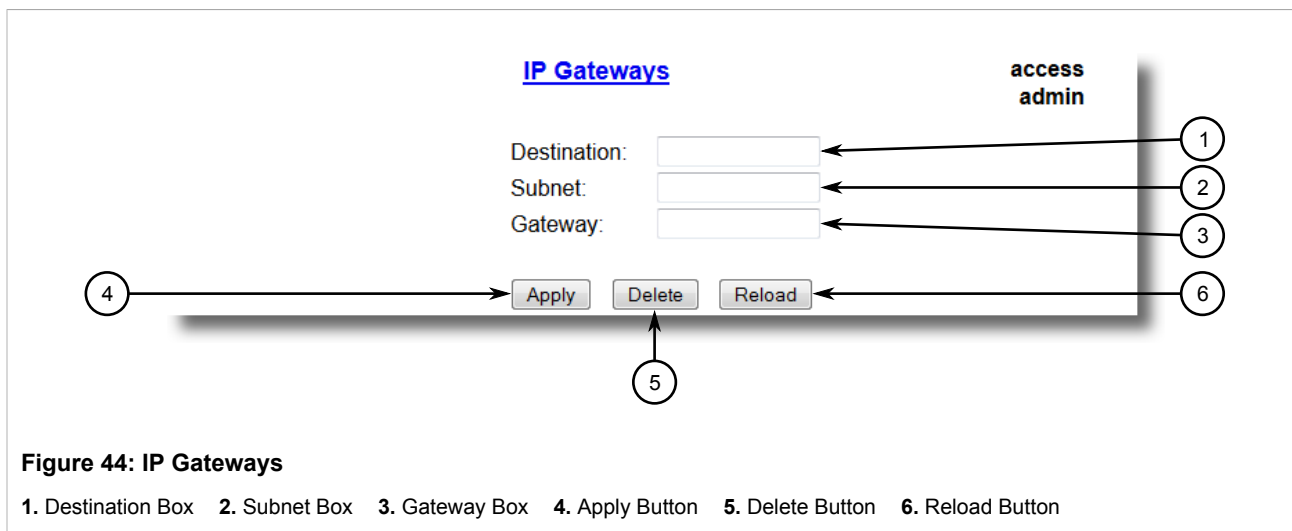 IP Gateways
access
admin
Destination:
1
Subnet:
2
Gateway:
3
4
Apply
Delete
Reload
6
5
Figure 44: IP Gateways
1. Destination Box 2. Subnet Box 3. Gateway Box 4. Apply Button 5. Delete Button 6. Reload Button